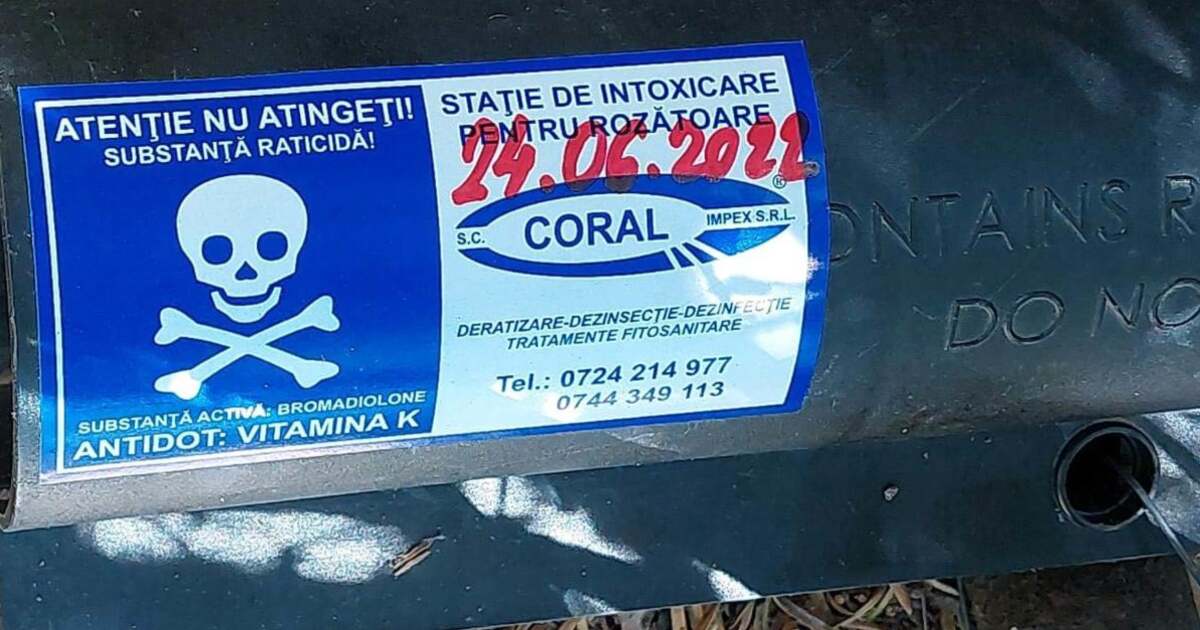 ATENŢIE NU ATINGEŢI!
SUBSTANŢĂ RATICIDĂ!
SUBSTANŢĂ ACTIVĂ: BROMADIOLONE
ANTIDOT: VITAMINA K
STAŢIE DE INTOXICARE
PENTRU ROZĂTOARE
24.06.2022
®
S.C. CORAL IMPEX S.R.L.
DERATIZARE-DEZINSECŢIE-DEZINFECŢIE
TRATAMENTE FITOSANITARE
Tel.: 0724 214 977
0744 349 113
ONTAINS R
DO NO